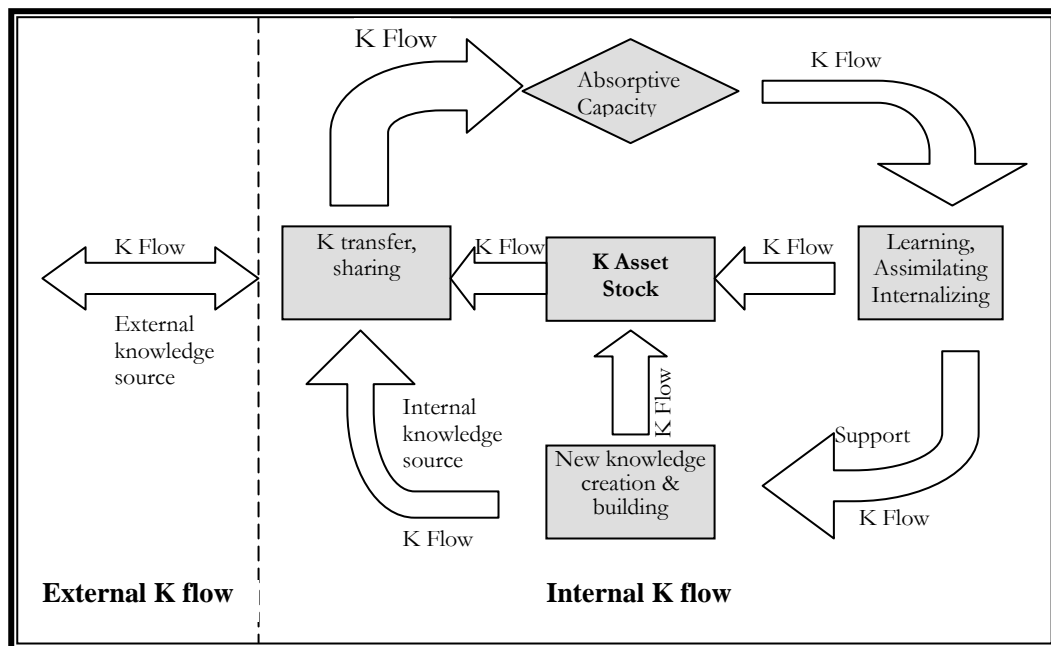 K Flow
Absorptive
Capacity
K Flow
K Flow
External
knowledge
source
K transfer,
sharing
K Flow
K Asset
Stock
K Flow
Learning,
Assimilating
Internalizing
Internal
knowledge
source
K Flow
K Flow
New knowledge
creation &
building
Support
K Flow
External K flow
Internal K flow